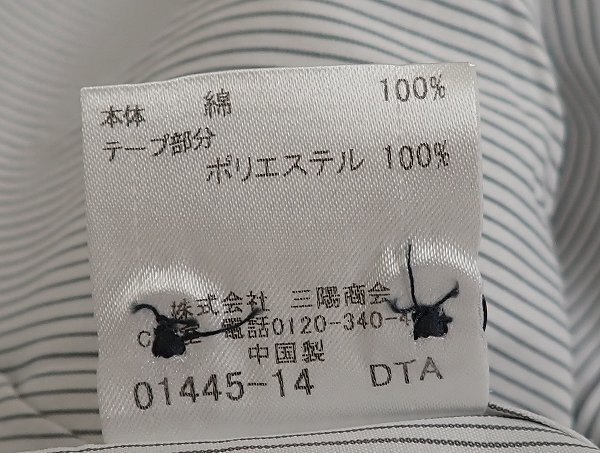 本体 綿 100%
テープ部分
ポリエステル 100%
株式会社 三陽商会
電話0120-340-4
中国製
01445-14 DTA